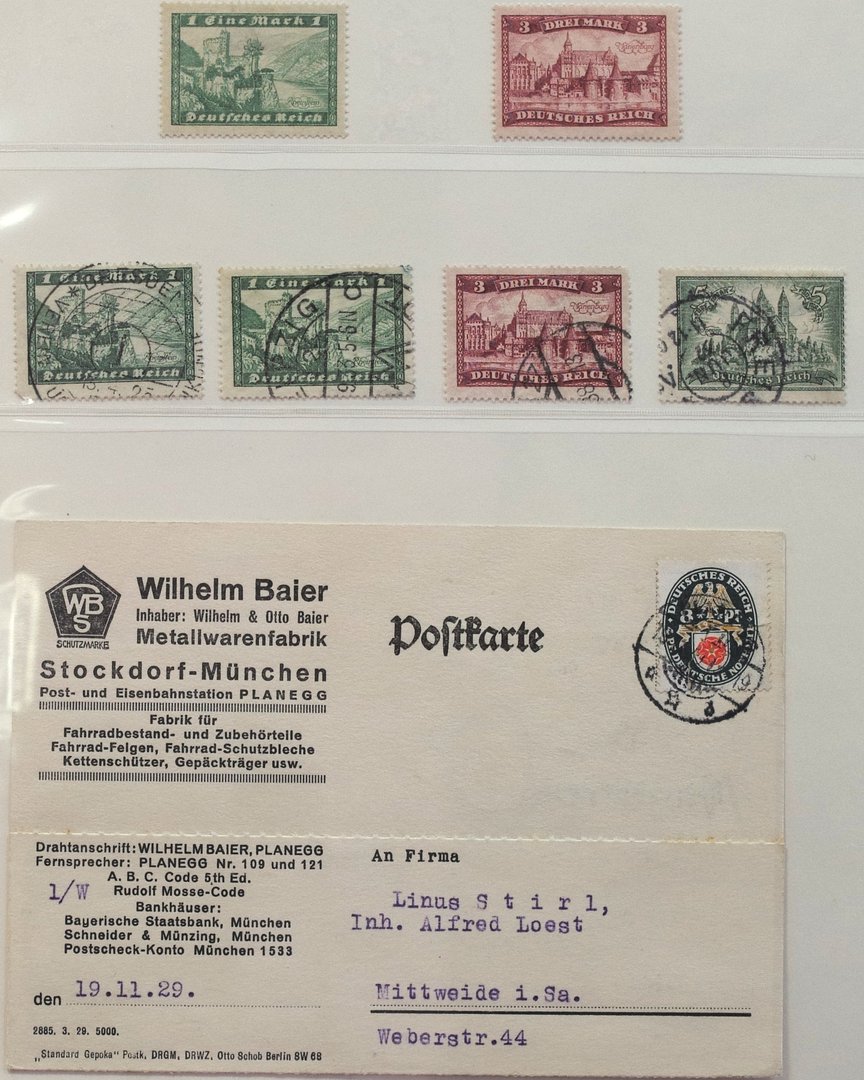 1 Eine Mark 1
Deutsches Reich
3 DREI MARK 3
Marienburg
DEUTSCHES REICH
1 Eine Mark 1
Deutsches Reich
1 Eine Mark 1
Deutsches Reich
3 DREI MARK 3
Marienburg
DEUTSCHES REICH
5 5
Deutsches Reich
WBS
SCHUTZMARKE
Wilhelm Baier
Inhaber: Wilhelm & Otto Baier
Metallwarenfabrik
Stockdorf-München
Post- und Eisenbahnstation PLANEGG
Fabrik für
Fahrradbestand- und Zubehörteile
Fahrrad-Felgen, Fahrrad-Schutzbleche
Kettenschützer, Gepäckträger usw.
Postkarte
DEUTSCHES REICH
Drahtanschrift: WILHELM BAIER, PLANEGG
Fernsprecher: PLANEGG Nr. 109 und 121
A. B. C. Code 5th Ed.
1/W Rudolf Mosse-Code
Bankhäuser:
Bayerische Staatsbank, München
Schneider & Münzing, München
Postscheck-Konto München 1533
den 19.11.29.
2885. 3. 29. 5000.
„Standard Gepoka“ Postk, DRGM, DRWZ, Otto Schob Berlin SW 68
An Firma
Linus S t i r l,
Inh. Alfred Loest
Mittweide i.Sa.
Weberstr.44